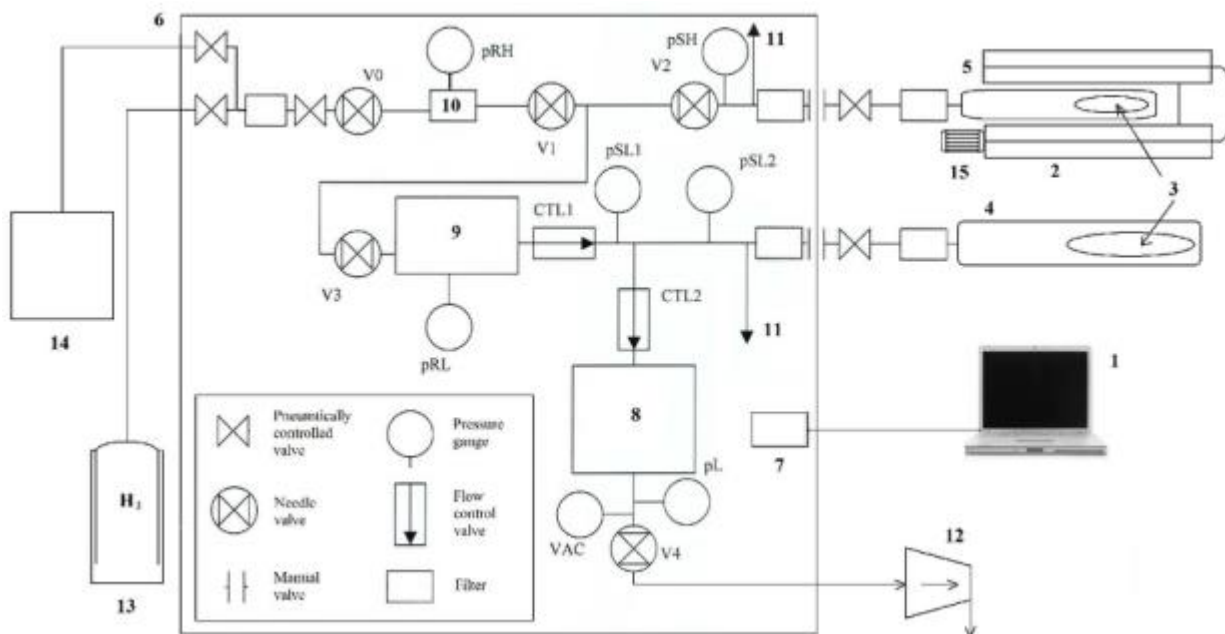 6
pRH
pSH
11
5
V0
V2
10
V1
pSL1
pSL2
15
2
3
CTL1
4
9
V3
CTL2
14
11
pRL
1
8
Pneumtically
controlled
valve
Pressure
gange
7
pL
H₂
Needle
valve
Flow
control
valve
VAC
V4
12
Manual
valve
Filter
13